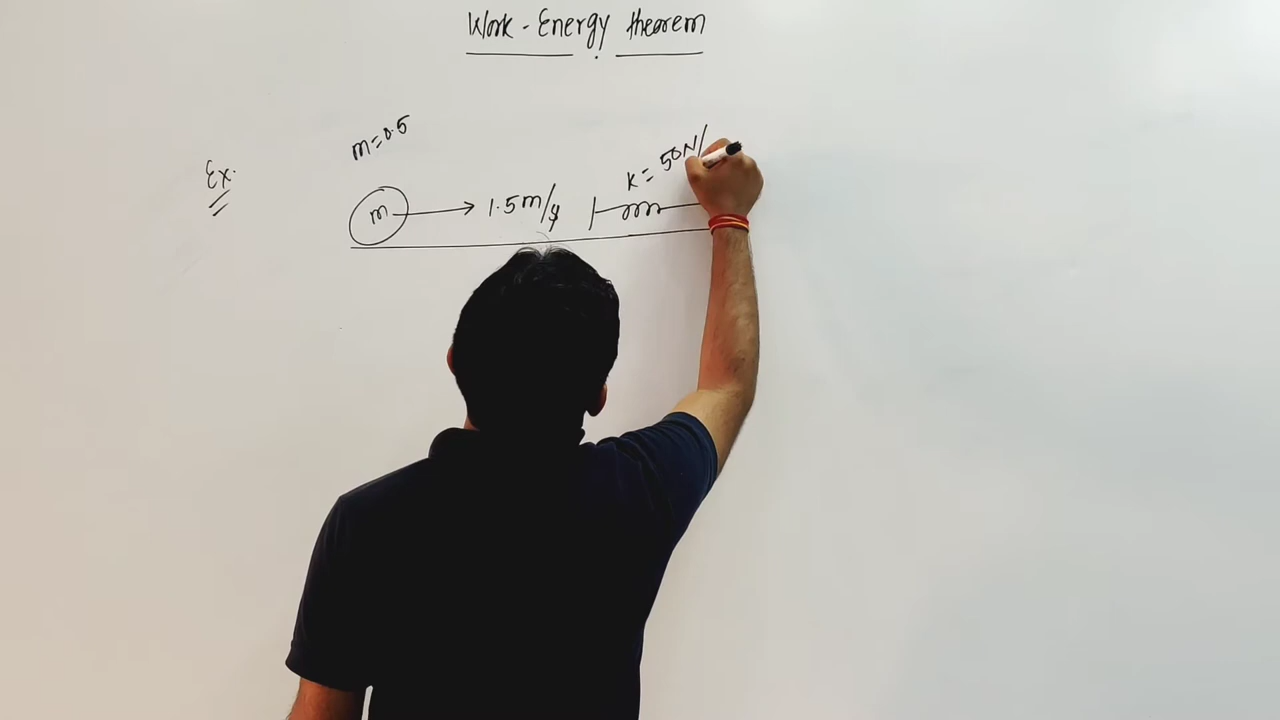 Work-Energy theorem
m=0.5
Ex.
k = 50N/
m 1.5m/s